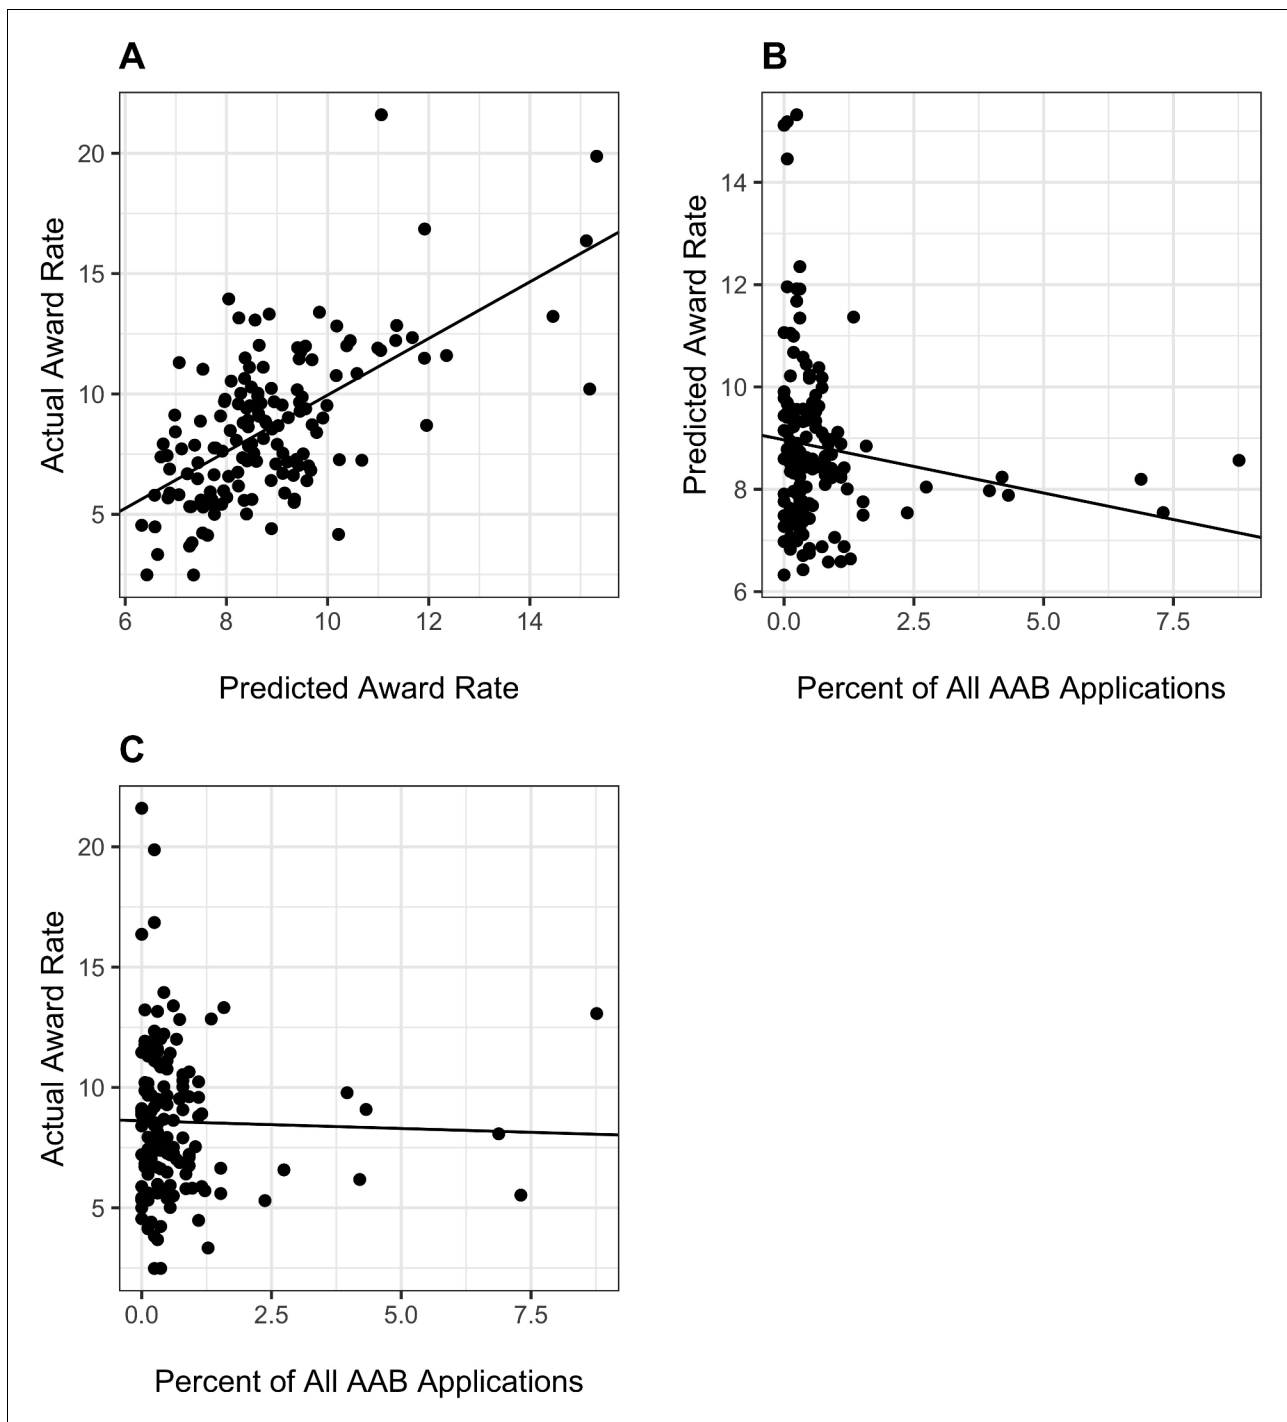 A
Actual Award Rate
20
15
10
5
6 8 10 12 14
Predicted Award Rate
B
Predicted Award Rate
14
12
10
8
6
0.0 2.5 5.0 7.5
Percent of All AAB Applications
C
Actual Award Rate
20
15
10
5
0.0 2.5 5.0 7.5
Percent of All AAB Applications